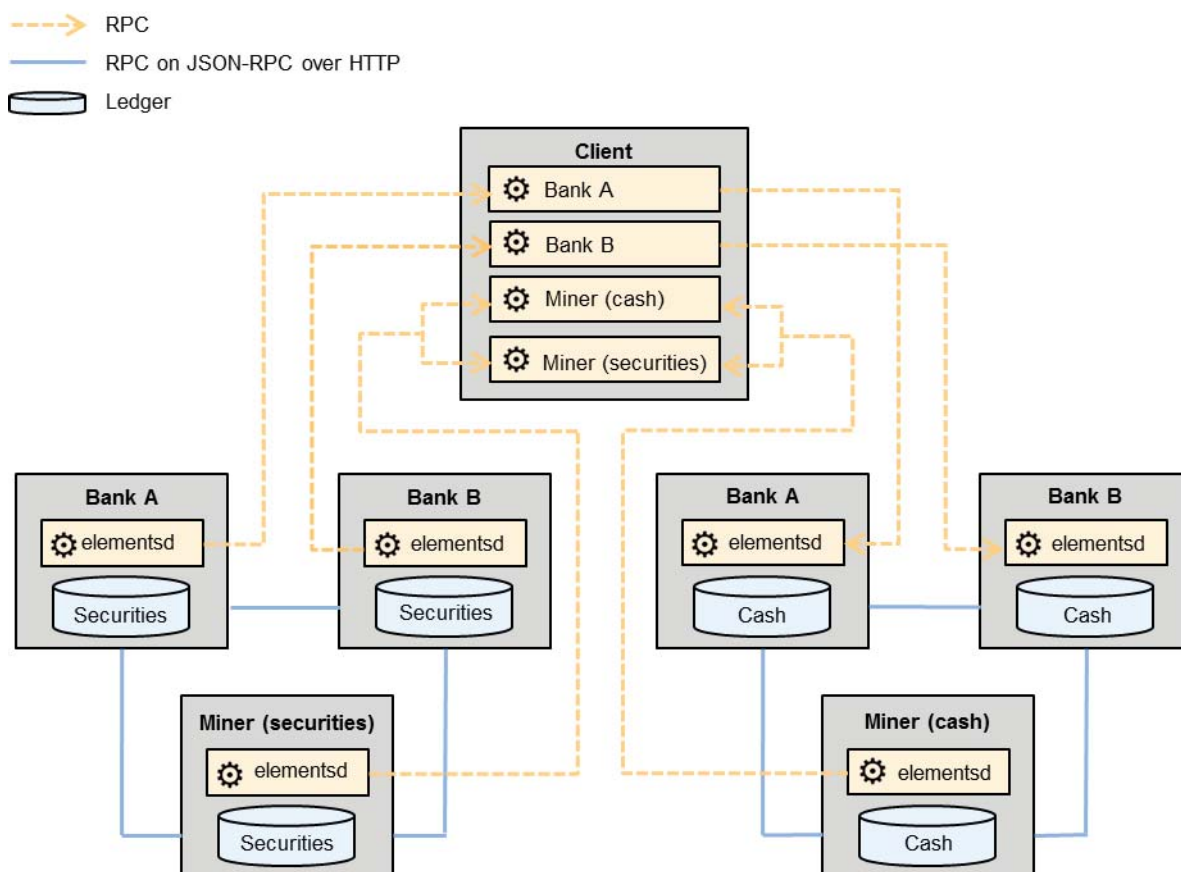 RPC
RPC on JSON-RPC over HTTP
Ledger
Client
Bank A
Bank B
Miner (cash)
Miner (securities)
Bank A
elementsd
Securities
Bank B
elementsd
Securities
Miner (securities)
elementsd
Securities
Bank A
elementsd
Cash
Bank B
elementsd
Cash
Miner (cash)
elementsd
Cash